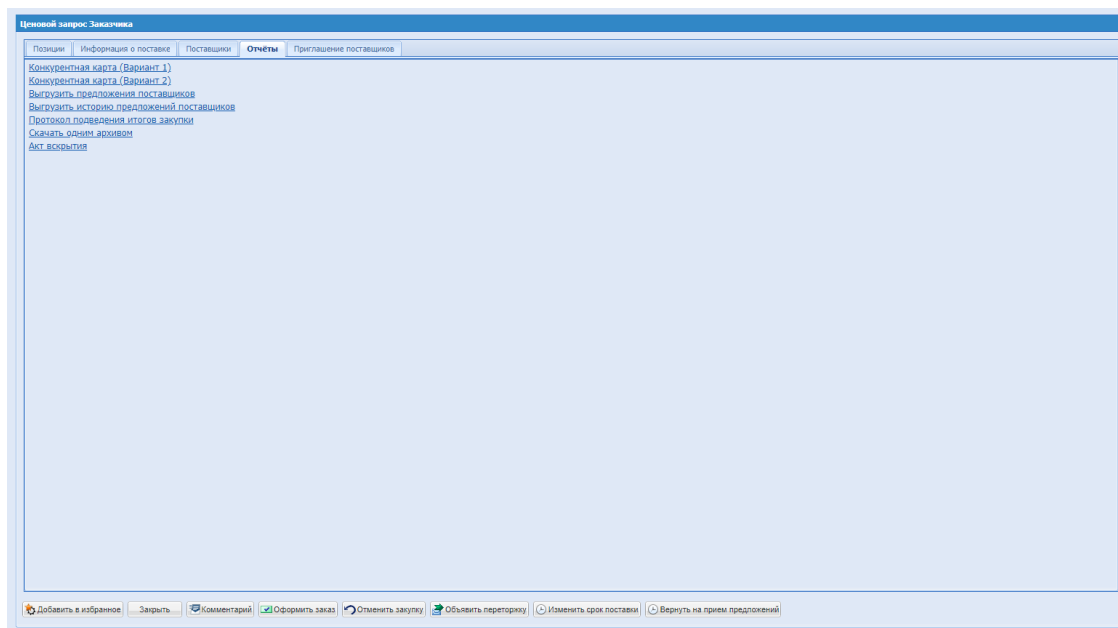 Ценовой запрос Заказчика
Позиции Информация о поставке Поставщики Отчёты Приглашение поставщиков
Конкурентная карта (Вариант 1)
Конкурентная карта (Вариант 2)
Выгрузить предложения поставщиков
Выгрузить историю предложений поставщиков
Протокол подведения итогов закупки
Скачать одним архивом
Акт вскрытия
Добавить в избранное Закрыть Комментарий Оформить заказ Отменить закупку Объявить переторжку Изменить срок поставки Вернуть на прием предложений